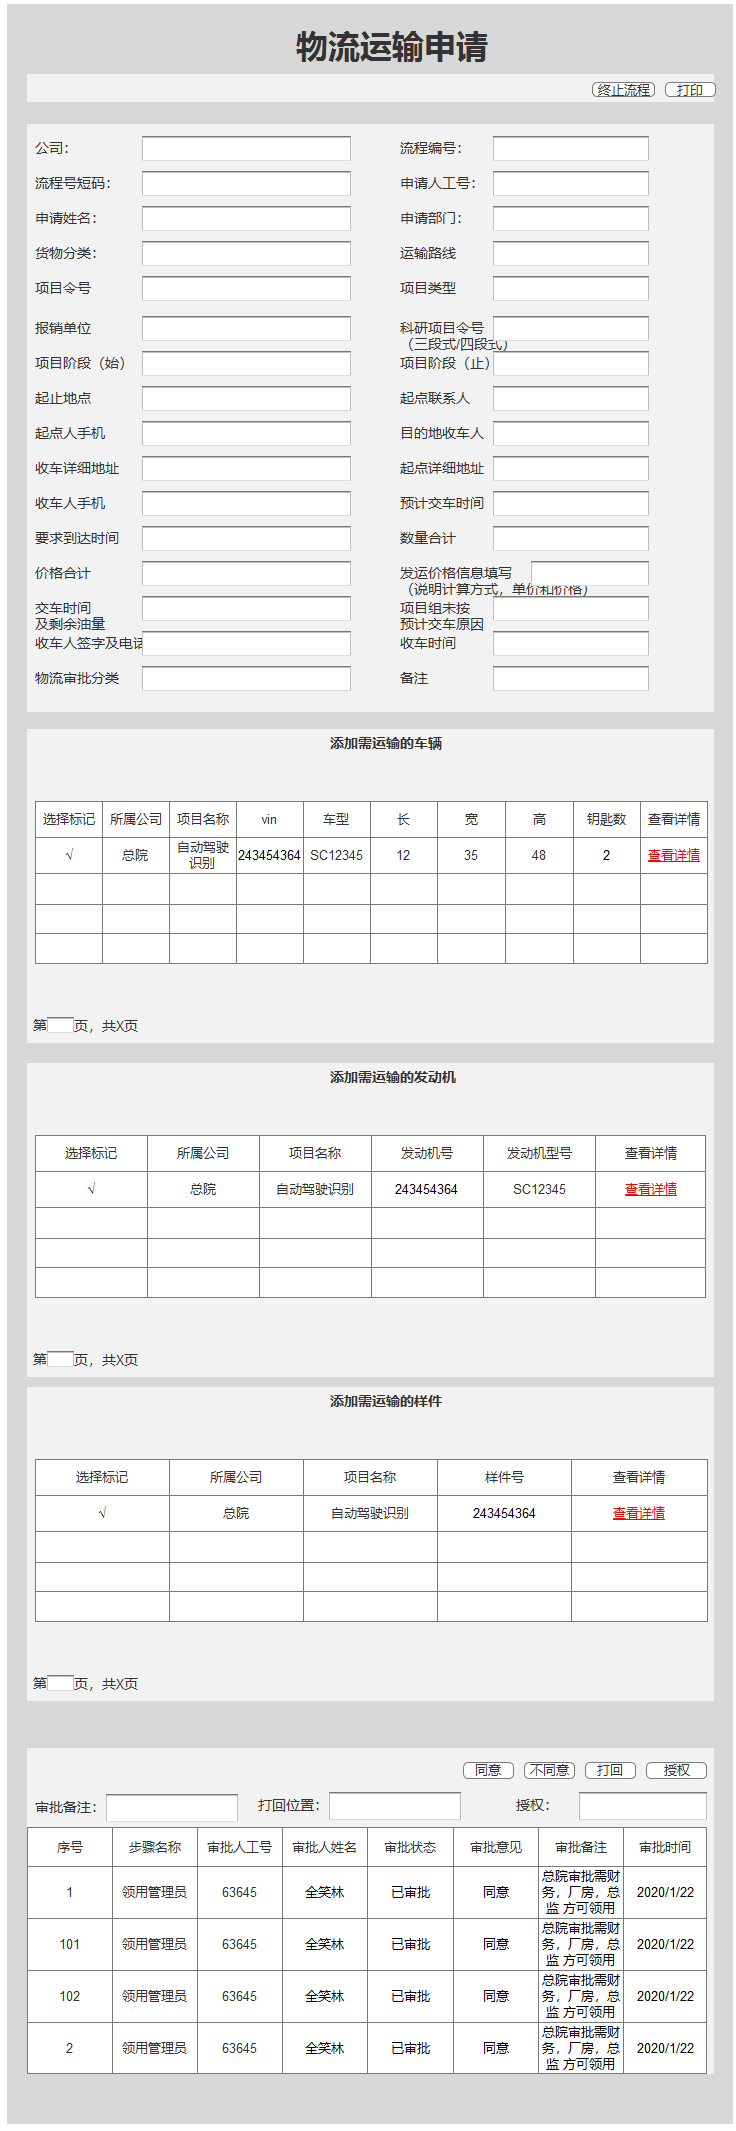 物流运输申请
终止流程 打印
公司： 流程编号：
流程号短码： 申请人工号：
申请姓名： 申请部门：
货物分类： 运输路线
项目令号 项目类型
报销单位 科研项目令号
（三段式/四段式）
项目阶段（始） 项目阶段（止）
起止地点 起点联系人
起点人手机 目的地收车人
收车详细地址 起点详细地址
收车人手机 预计交车时间
要求到达时间 数量合计
价格合计 发运价格信息填写
（说明计算方式，单价和价格）
交车时间 项目组未按
及剩余油量 预计交车原因
收车人签字及电话 收车时间
物流审批分类 备注
添加需运输的车辆
选择标记 所属公司 项目名称 vin 车型 长 宽 高 钥匙数 查看详情
√ 总院 自动驾驶 243454364 SC12345 12 35 48 2 查看详情
识别
第 页，共X页
添加需运输的发动机
选择标记 所属公司 项目名称 发动机号 发动机型号 查看详情
√ 总院 自动驾驶识别 243454364 SC12345 查看详情
第 页，共X页
添加需运输的样件
选择标记 所属公司 项目名称 样件号 查看详情
√ 总院 自动驾驶识别 243454364 查看详情
第 页，共X页
同意 不同意 打回 授权
审批备注： 打回位置： 授权：
序号 步骤名称 审批人工号 审批人姓名 审批状态 审批意见 审批备注 审批时间
总院审批需财
1 领用管理员 63645 全笑林 已审批 同意 务，厂房，总 2020/1/22
监 方可领用
总院审批需财
101 领用管理员 63645 全笑林 已审批 同意 务，厂房，总 2020/1/22
监 方可领用
总院审批需财
102 领用管理员 63645 全笑林 已审批 同意 务，厂房，总 2020/1/22
监 方可领用
总院审批需财
2 领用管理员 63645 全笑林 已审批 同意 务，厂房，总 2020/1/22
监 方可领用